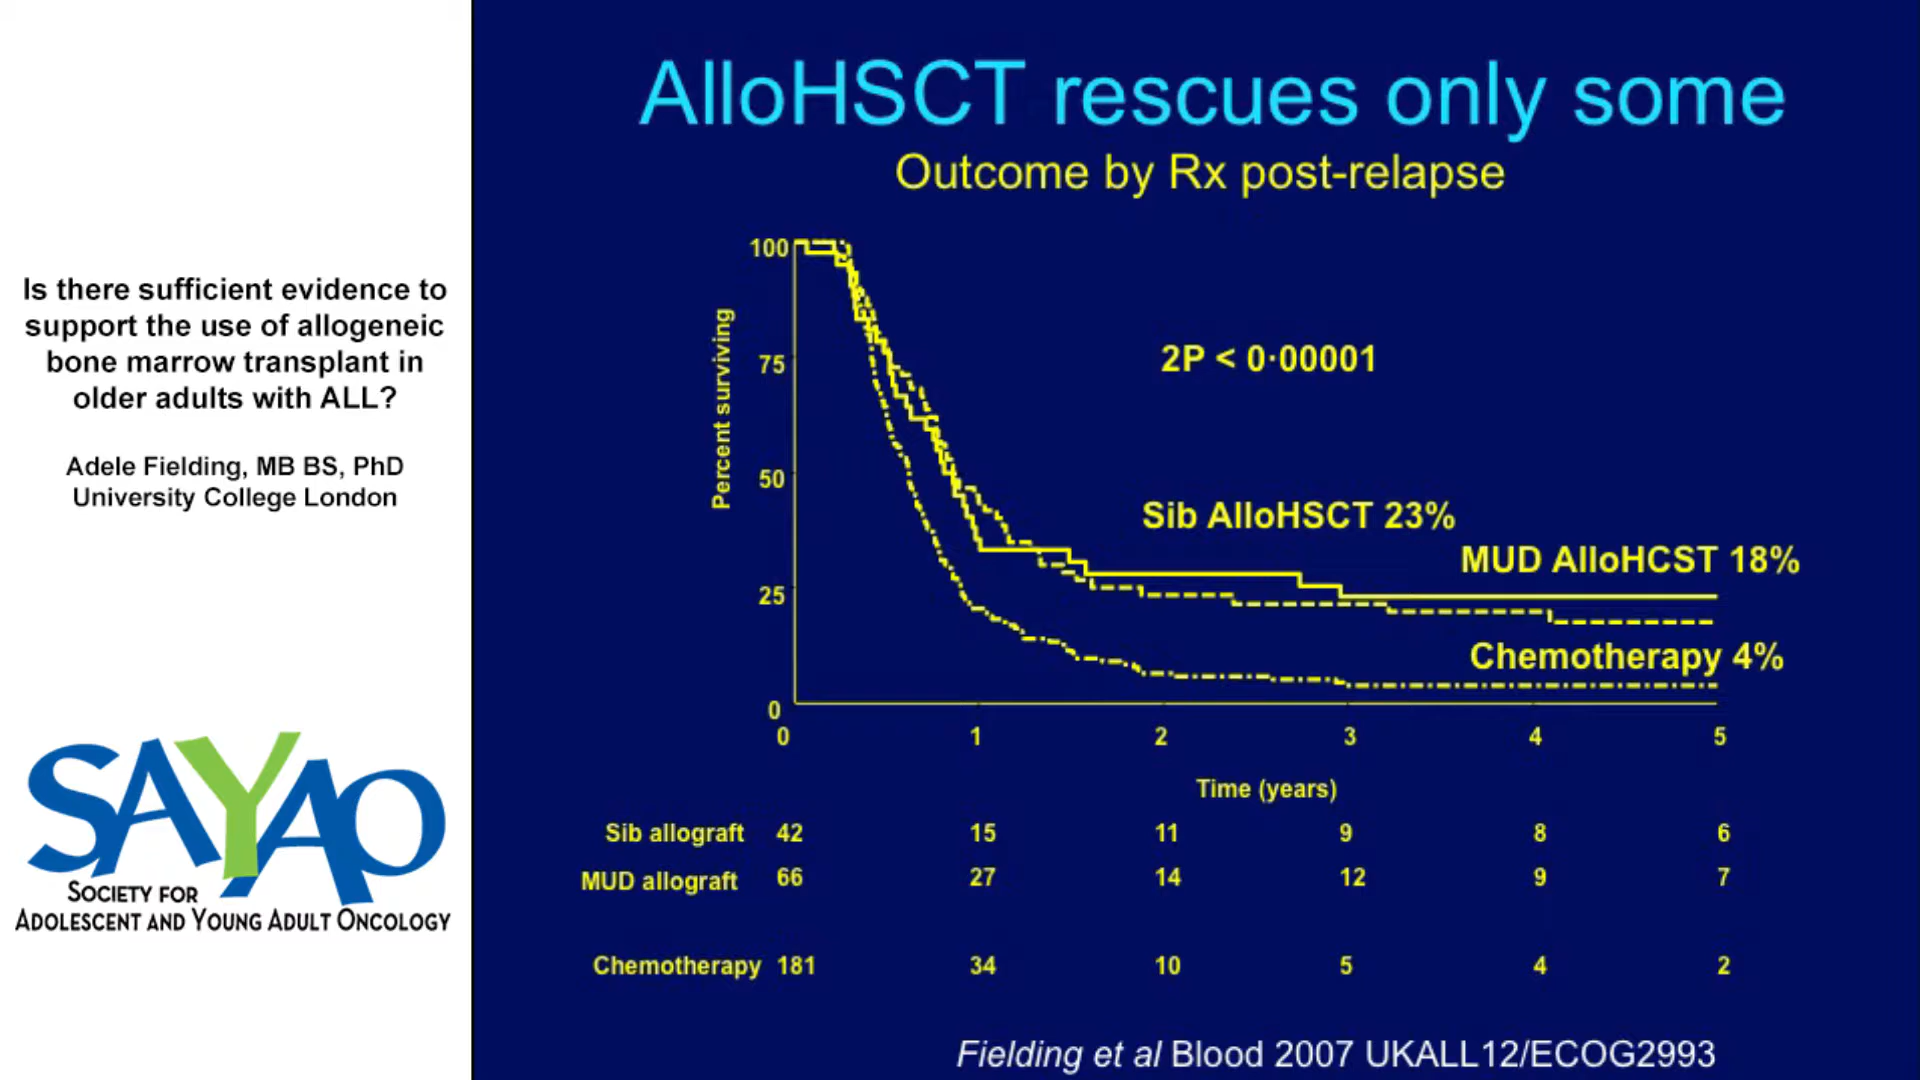 Is there sufficient evidence to
support the use of allogeneic
bone marrow transplant in
older adults with ALL?
Adele Fielding, MB BS, PhD
University College London
SAYAO
SOCIETY FOR
ADOLESCENT AND YOUNG ADULT ONCOLOGY
AlloHSCT rescues only some
Outcome by Rx post-relapse
Percent surviving
100
75
50
25
0
2P < 0·00001
Sib AlloHSCT 23%
MUD AlloHCST 18%
Chemotherapy 4%
0 1 2 3 4 5
Time (years)
Sib allograft 42 15 11 9 8 6
MUD allograft 66 27 14 12 9 7
Chemotherapy 181 34 10 5 4 2
Fielding et al Blood 2007 UKALL12/ECOG2993